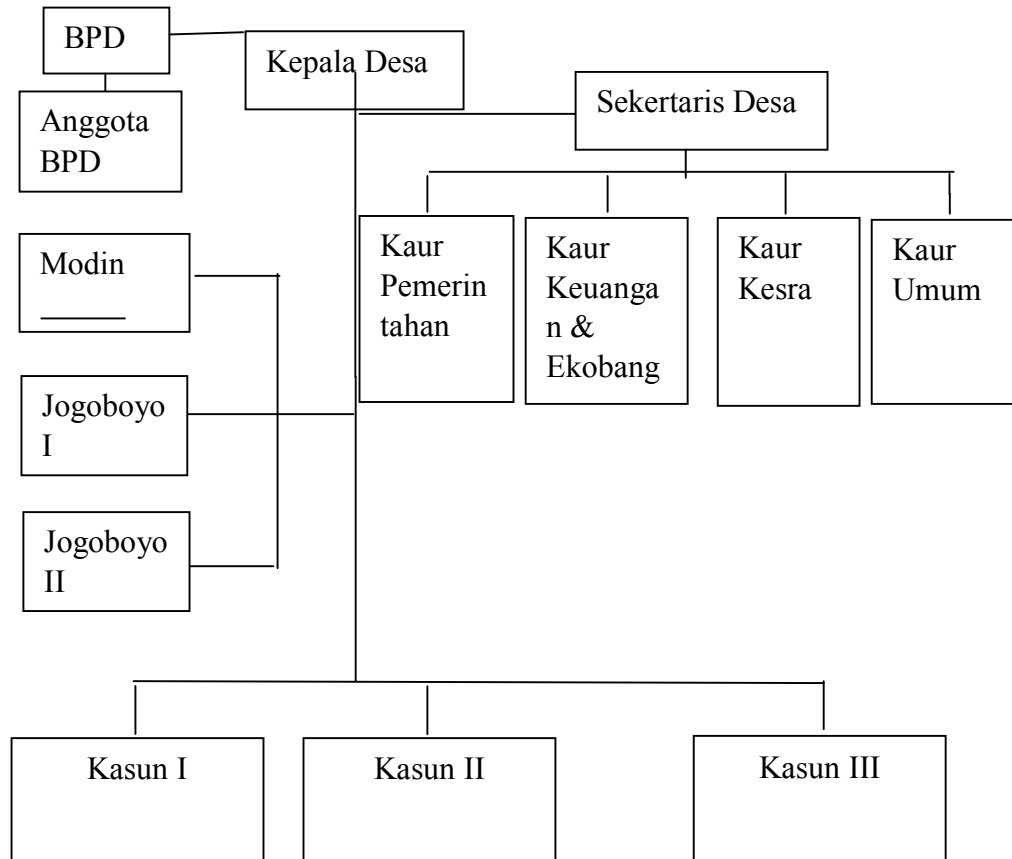 BPD
Kepala Desa
Sekertaris Desa
Anggota
BPD
Modin
Kaur
Pemerin
tahan
Kaur
Keuanga
n &
Ekobang
Kaur
Kesra
Kaur
Umum
Jogoboyo
I
Jogoboyo
II
Kasun I
Kasun II
Kasun III